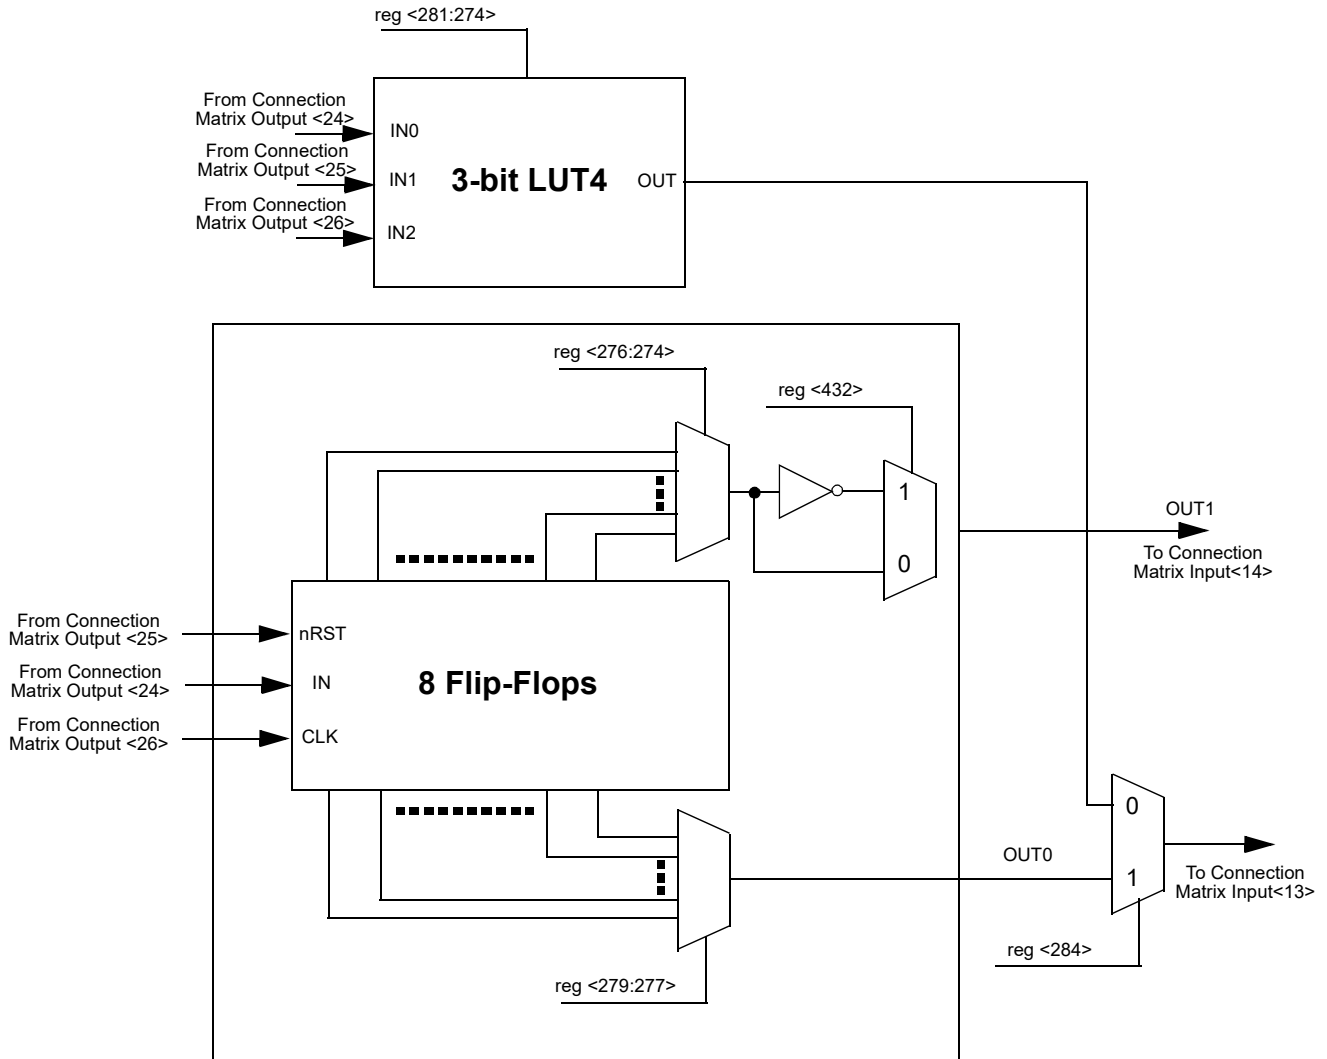 reg <281:274>
From Connection
Matrix Output <24>
IN0
From Connection
Matrix Output <25>
IN1
3-bit LUT4
OUT
From Connection
Matrix Output <26>
IN2
reg <276:274>
reg <432>
1
0
OUT1
To Connection
Matrix Input<14>
From Connection
Matrix Output <25>
nRST
From Connection
Matrix Output <24>
IN
8 Flip-Flops
From Connection
Matrix Output <26>
CLK
0
1
OUT0
To Connection
Matrix Input<13>
reg <284>
reg <279:277>